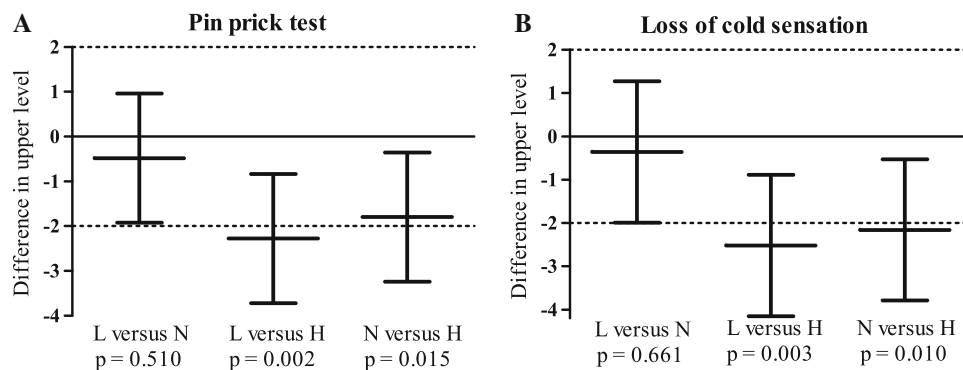 A
Pin prick test
Difference in upper level
2
1
0
-1
-2
-3
-4
L versus N
p = 0.510
L versus H
p = 0.002
N versus H
p = 0.015
B
Loss of cold sensation
Difference in upper level
2
1
0
-1
-2
-3
-4
L versus N
p = 0.661
L versus H
p = 0.003
N versus H
p = 0.010